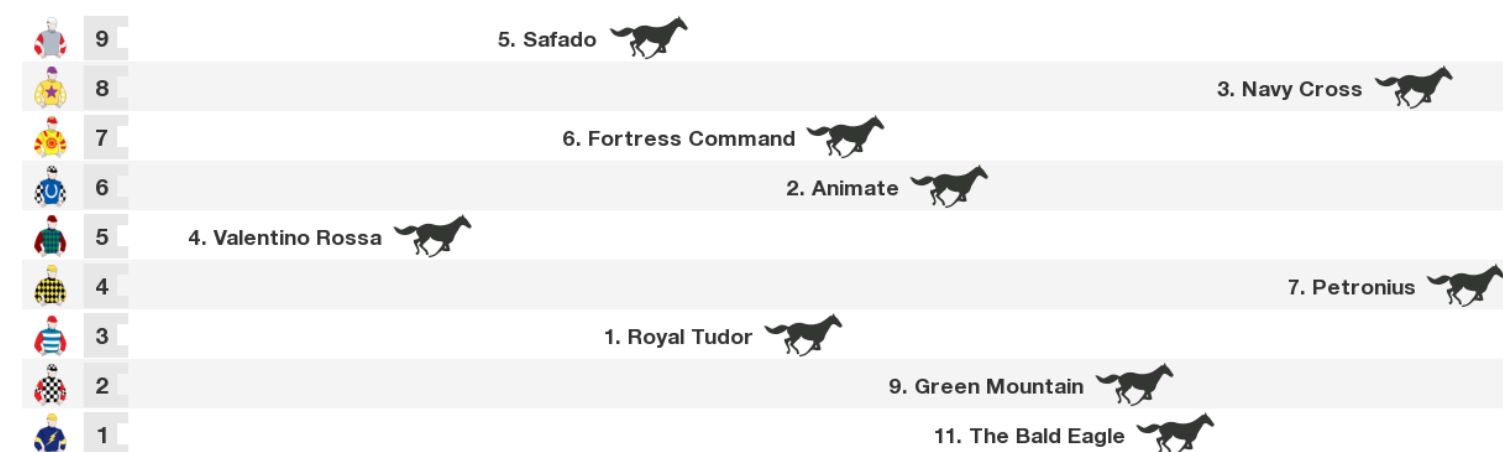 9 5. Safado
8 3. Navy Cross
7 6. Fortress Command
6 2. Animate
5 4. Valentino Rossa
4 7. Petronius
3 1. Royal Tudor
2 9. Green Mountain
1 11. The Bald Eagle